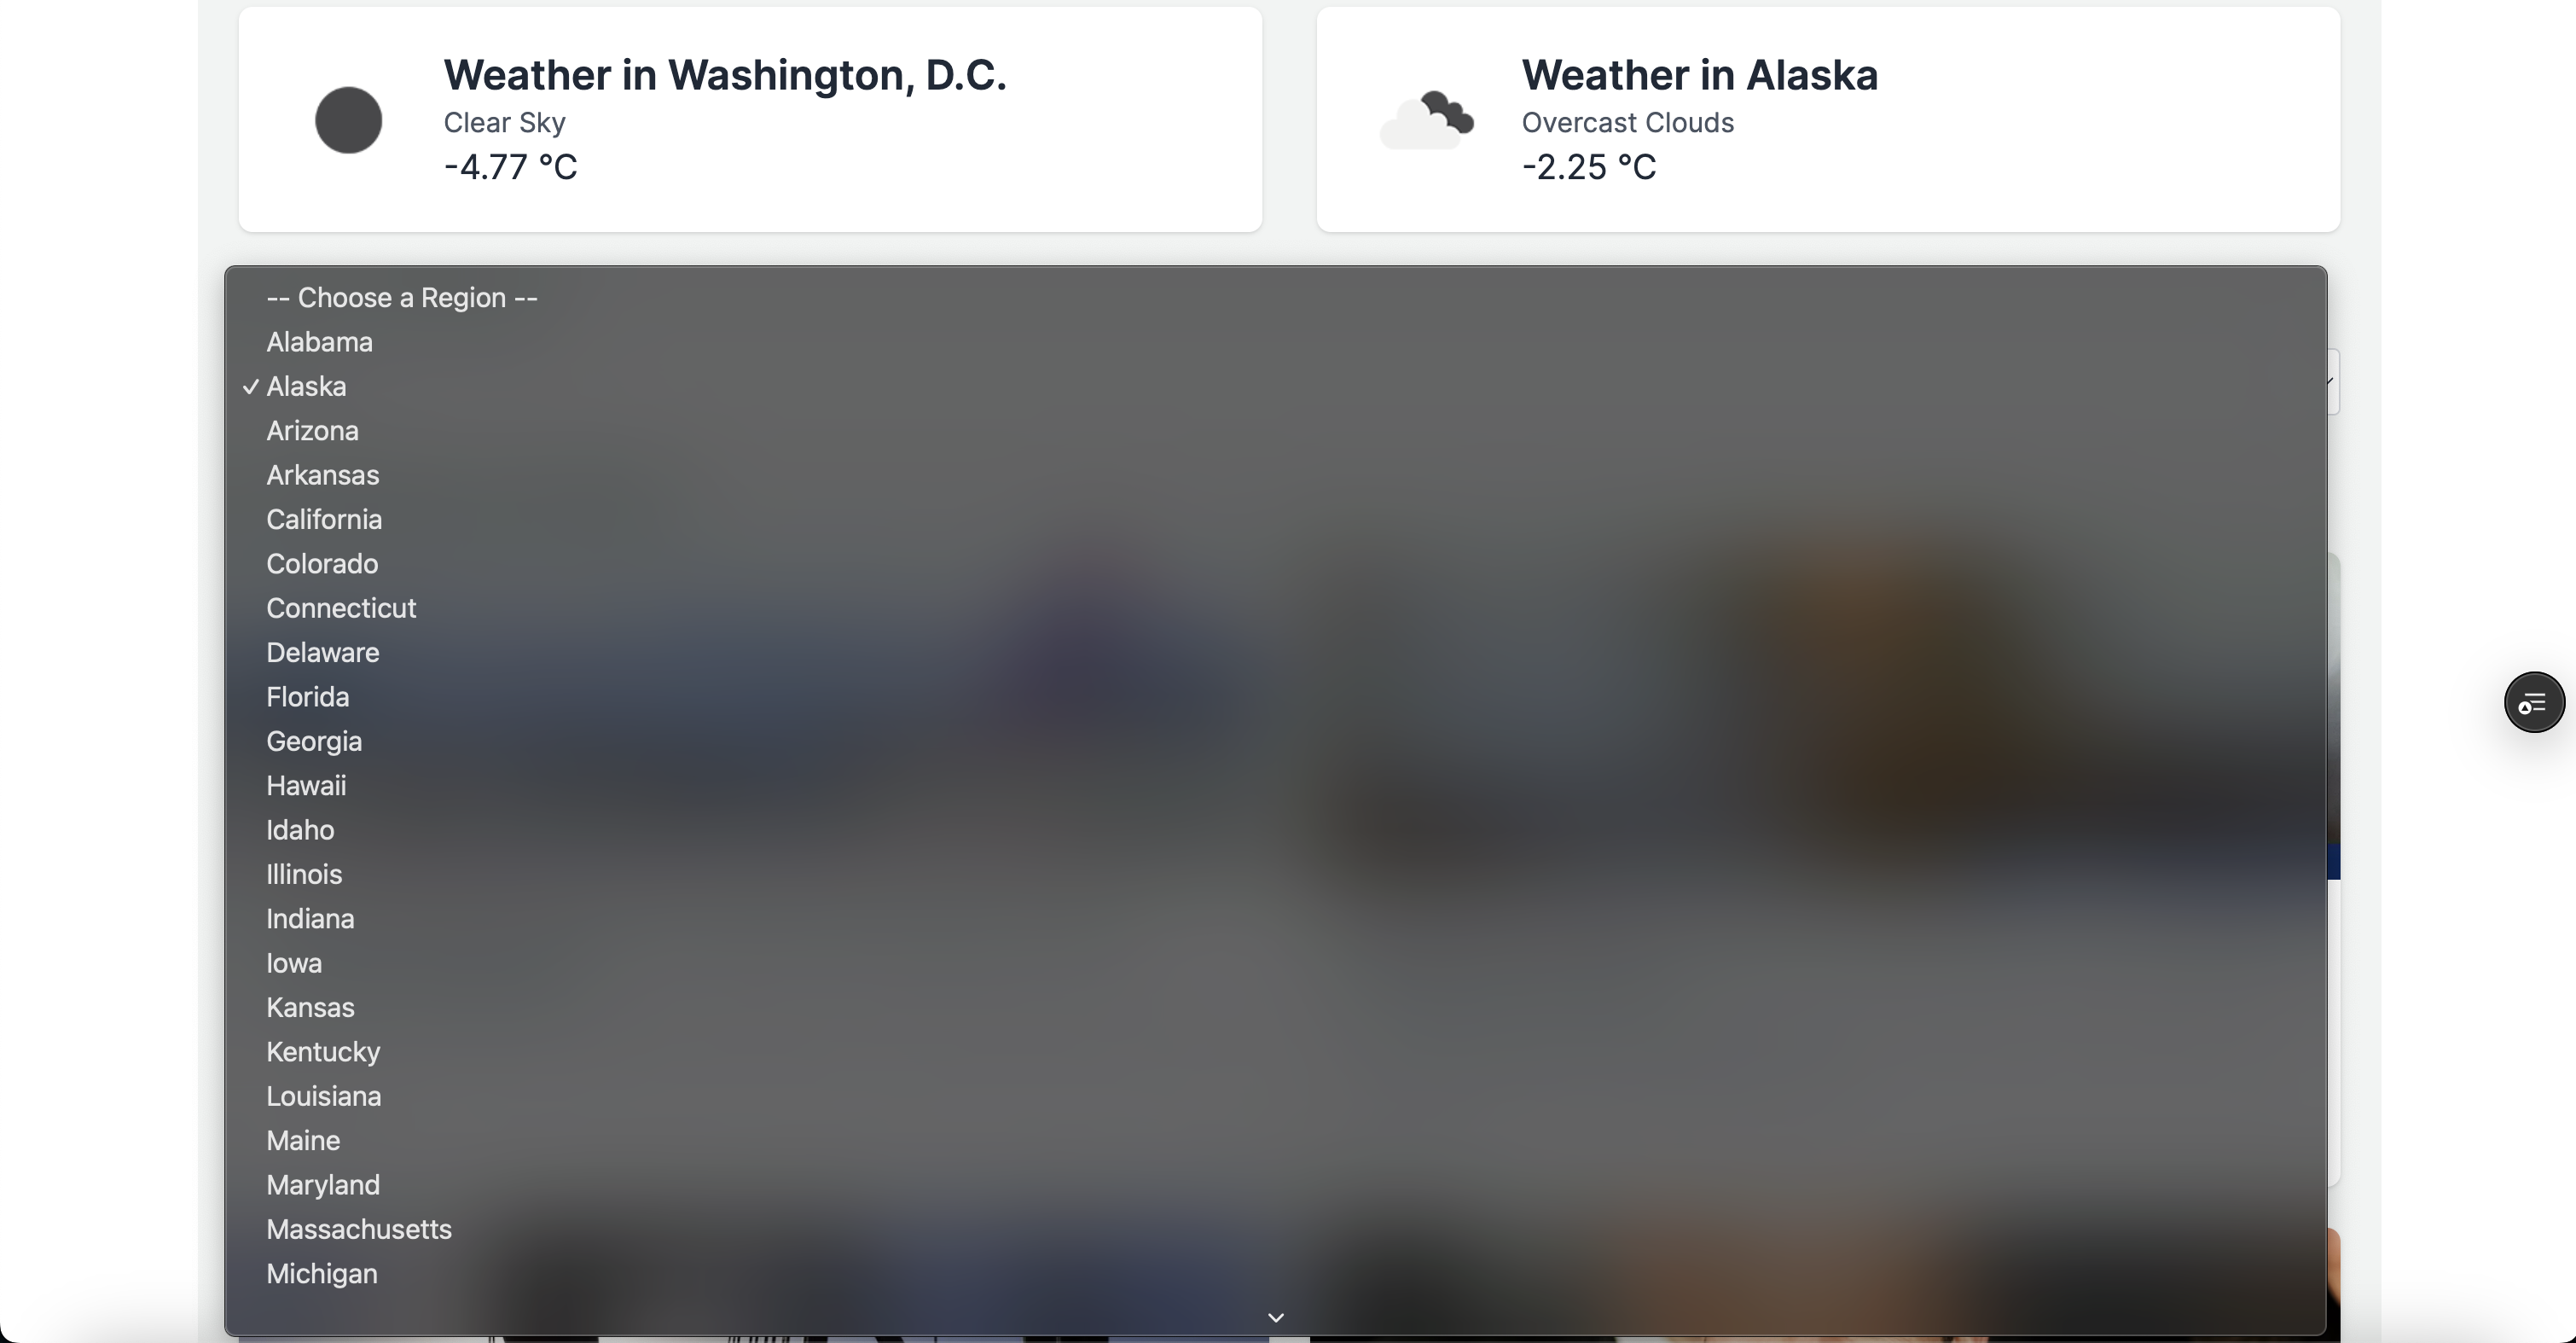 Weather in Washington, D.C.
Clear Sky
-4.77 °C
Weather in Alaska
Overcast Clouds
-2.25 °C
-- Choose a Region --
Alabama
✓ Alaska
Arizona
Arkansas
California
Colorado
Connecticut
Delaware
Florida
Georgia
Hawaii
Idaho
Illinois
Indiana
Iowa
Kansas
Kentucky
Louisiana
Maine
Maryland
Massachusetts
Michigan